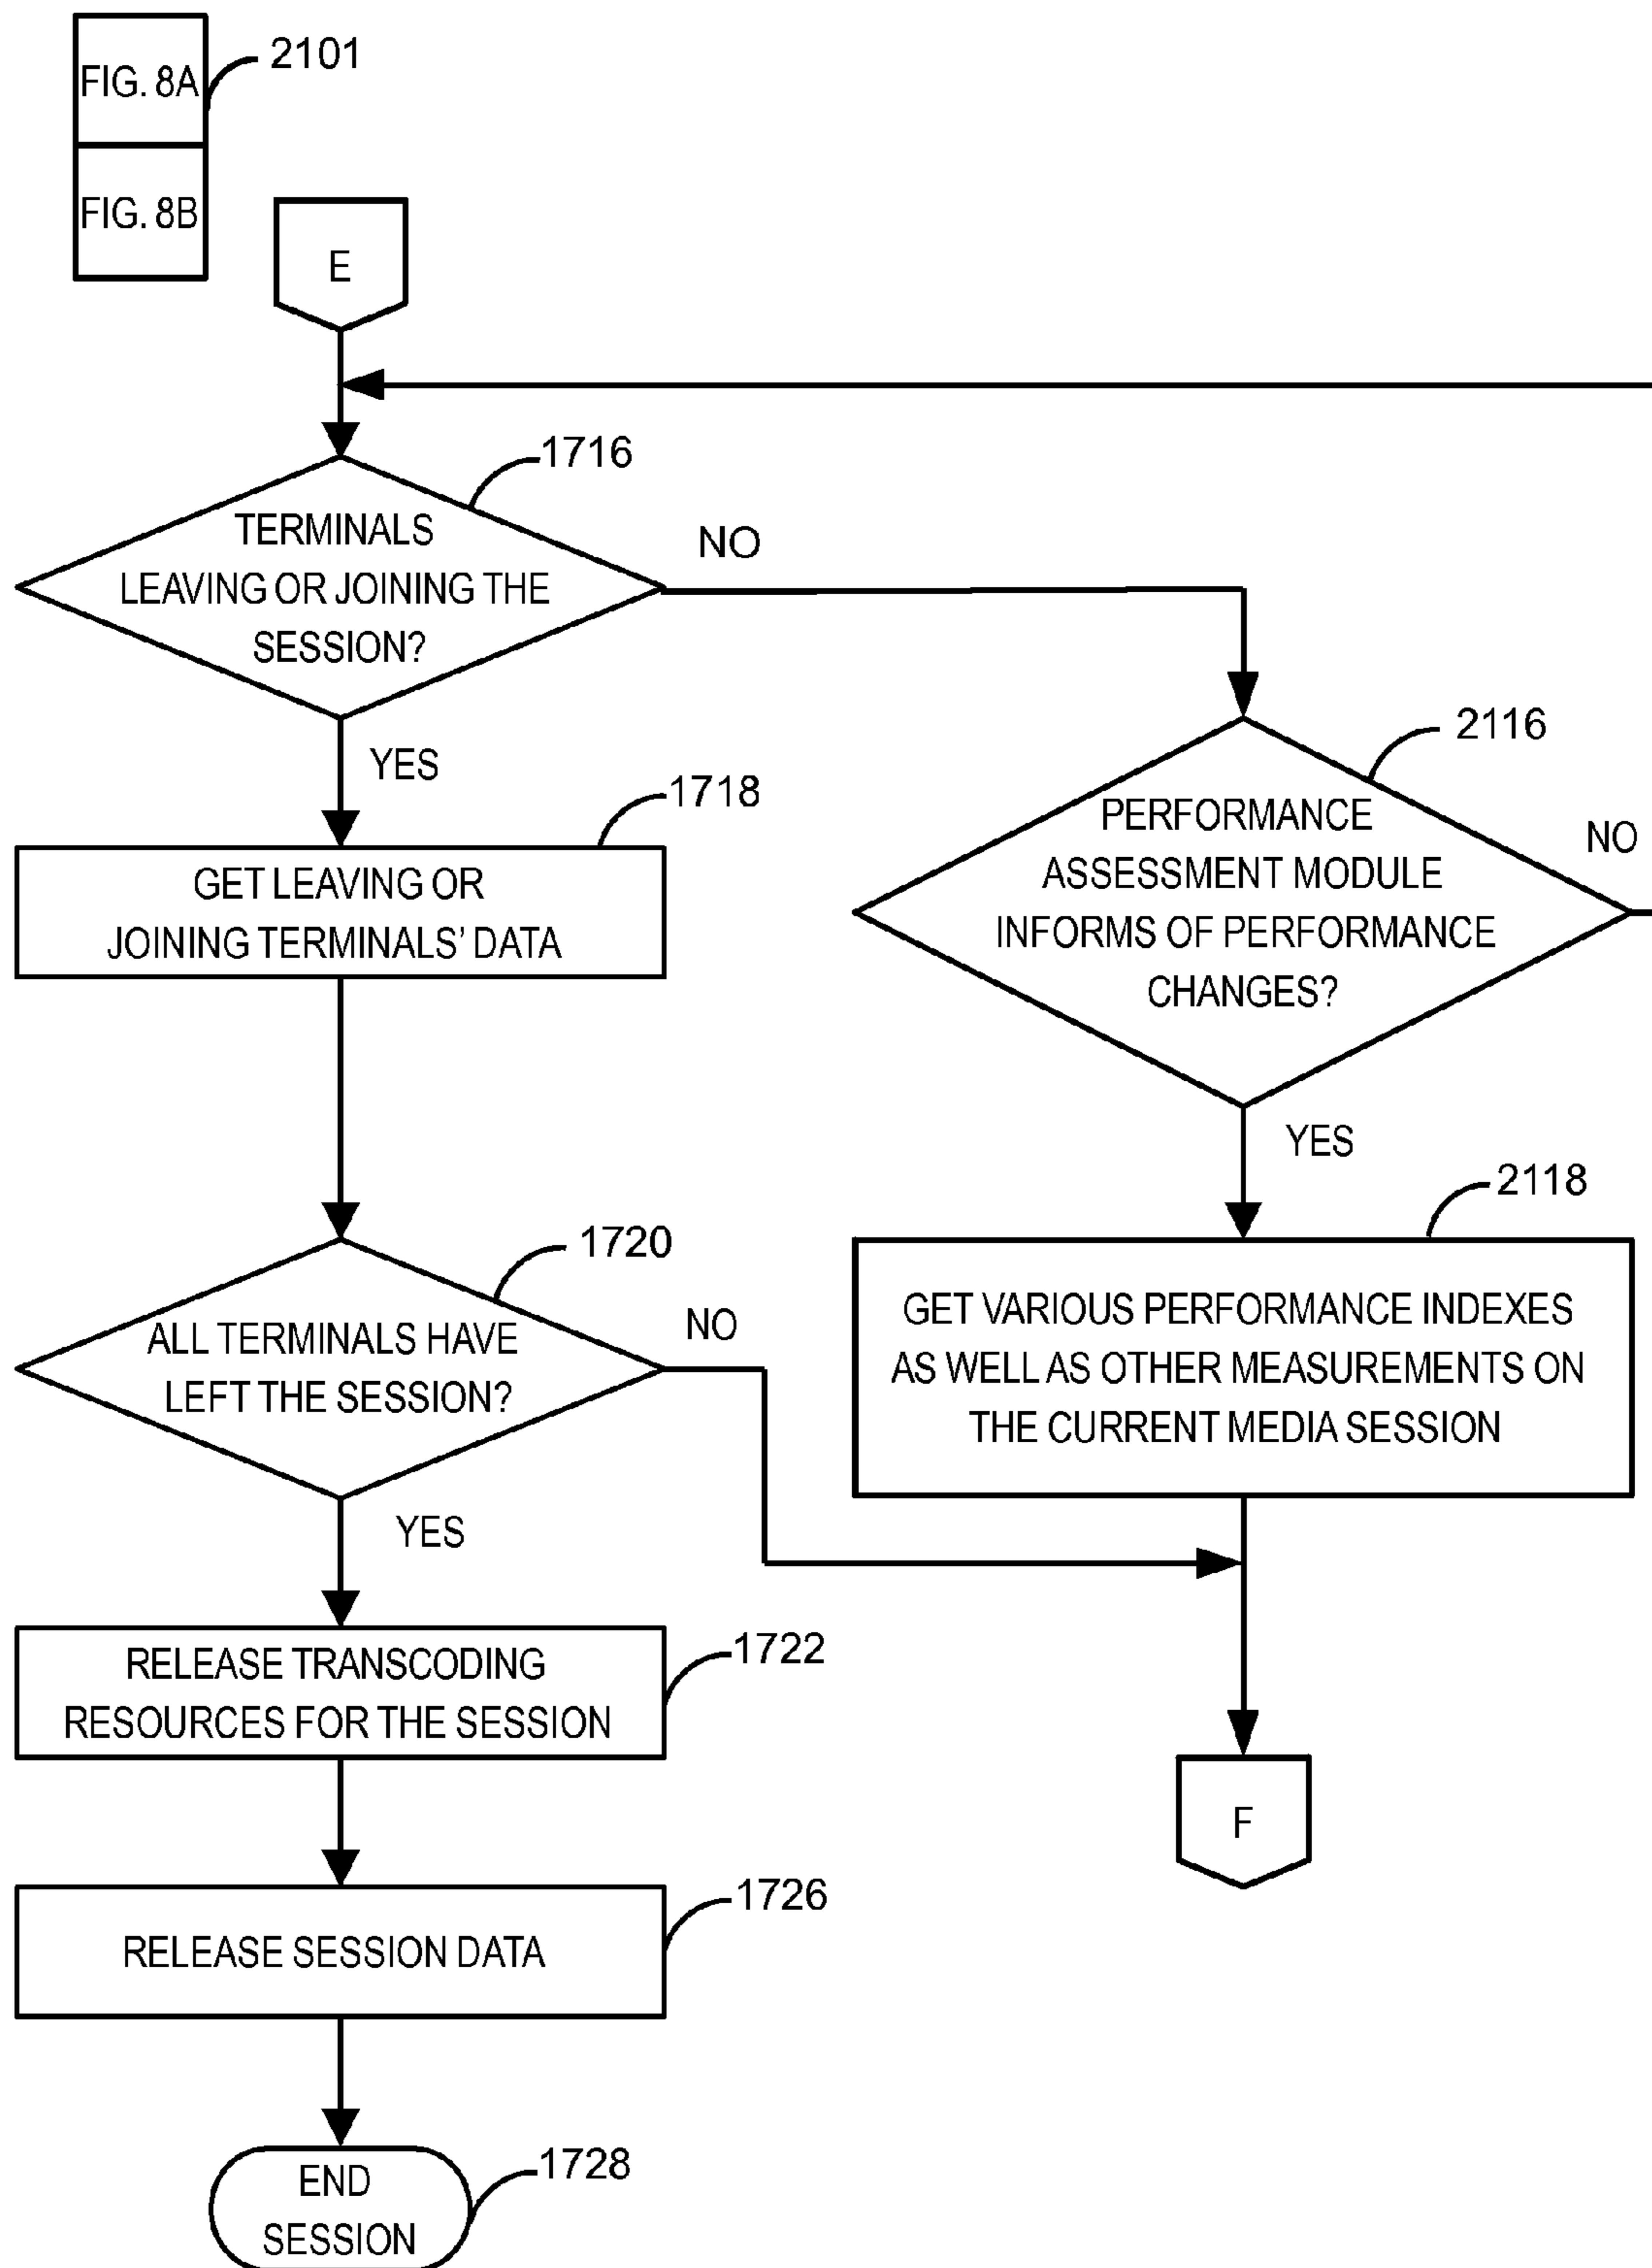 FIG. 8A
2101
FIG. 8B
E
1716
TERMINALS
LEAVING OR JOINING THE
SESSION?
NO
YES
2116
PERFORMANCE
ASSESSMENT MODULE
INFORMS OF PERFORMANCE
CHANGES?
NO
1718
GET LEAVING OR
JOINING TERMINALS' DATA
YES
2118
GET VARIOUS PERFORMANCE INDEXES
AS WELL AS OTHER MEASUREMENTS ON
THE CURRENT MEDIA SESSION
1720
ALL TERMINALS HAVE
LEFT THE SESSION?
NO
YES
1722
RELEASE TRANSCODING
RESOURCES FOR THE SESSION
F
1726
RELEASE SESSION DATA
1728
END
SESSION